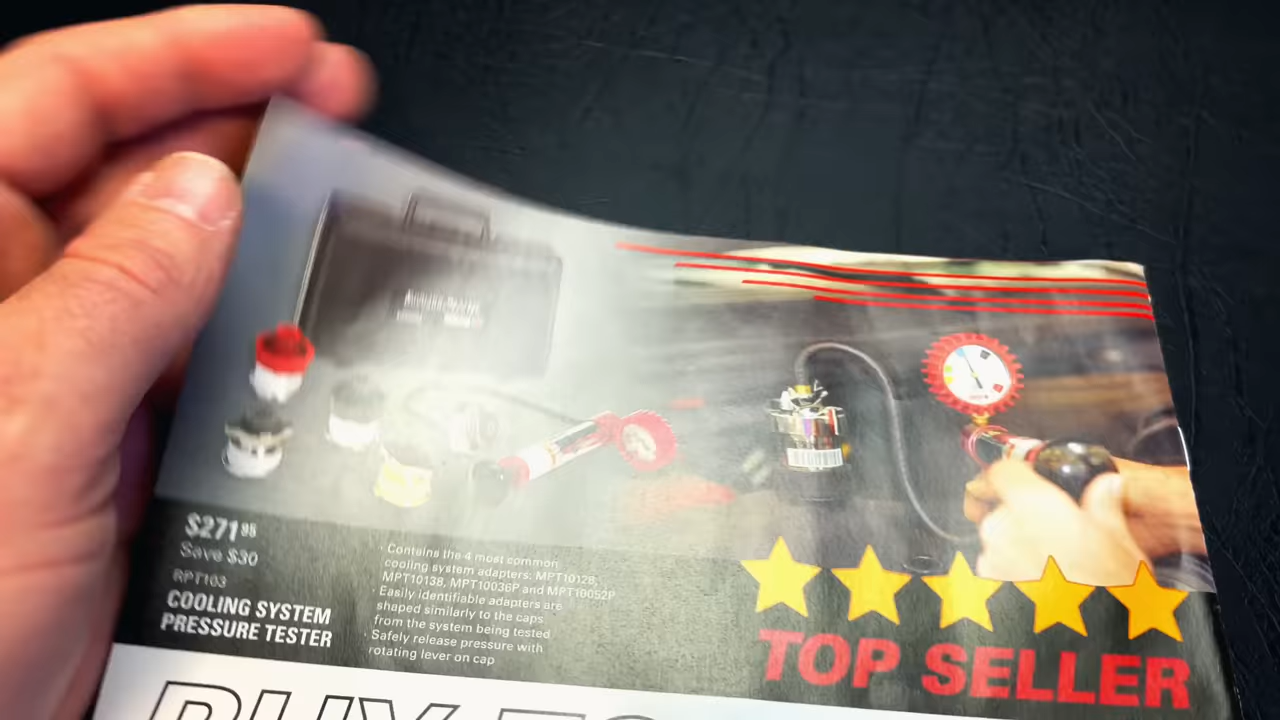 $271 95
Save $30
RPT103
COOLING SYSTEM
PRESSURE TESTER
· Contains the 4 most common
cooling system adapters: MPT10128,
MPT10138, MPT10036P and MPT10052P
· Easily identifiable adapters are
shaped similarly to the caps
from the system being tested
· Safely release pressure with
rotating lever on cap
TOP SELLER
BUY